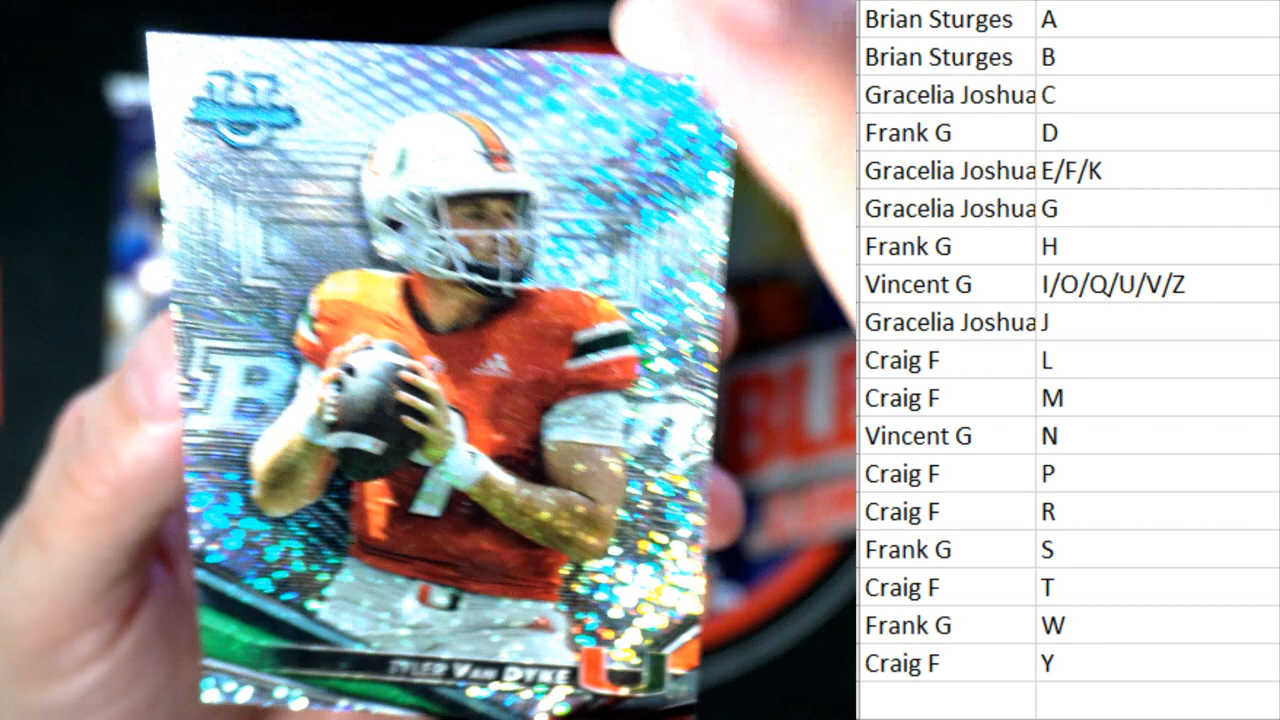 TYLER VAN DYKE
U
7
Brian Sturges A
Brian Sturges B
Gracelia Joshua C
Frank G D
Gracelia Joshua E/F/K
Gracelia Joshua G
Frank G H
Vincent G I/O/Q/U/V/Z
Gracelia Joshua J
Craig F L
Craig F M
Vincent G N
Craig F P
Craig F R
Frank G S
Craig F T
Frank G W
Craig F Y